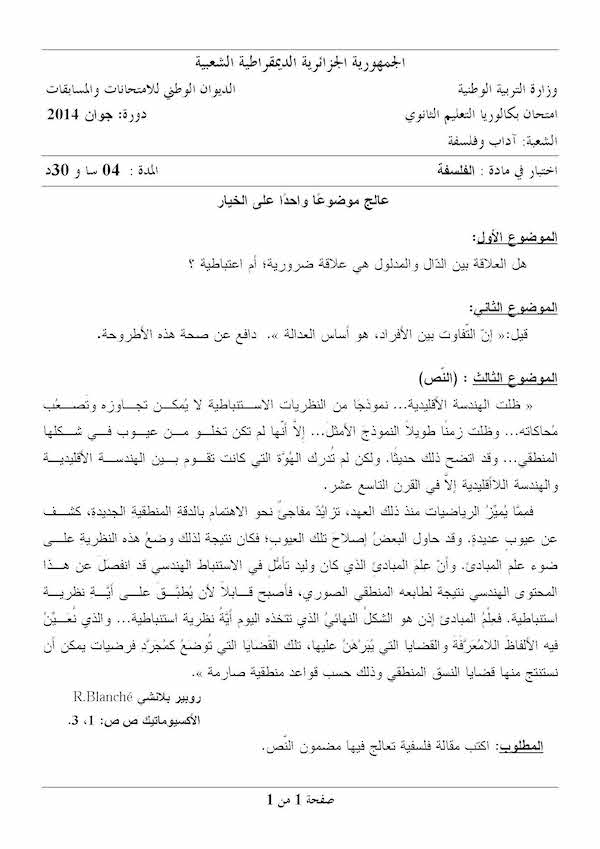 الجمهورية الجزائرية الديمقراطية الشعبية
وزارة التربية الوطنية الديوان الوطني للامتحانات والمسابقات
امتحان بكالوريا التعليم الثانوي دورة: جوان 2014
الشعبة: آداب وفلسفة
اختبار في مادة : الفلسفة المدة : 04 سا و 30د
عالج موضوعًا واحدًا على الخيار
الموضوع الأول:
هل العلاقة بين الدّال والمدلول هي علاقة ضرورية؛ أم اعتباطية ؟
الموضوع الثاني:
قيل:« إنّ التّفاوت بين الأفراد، هو أساس العدالة ». دافع عن صحة هذه الأطروحة.
الموضوع الثالث : (النّص)
« ظلت الهندسة الأقليدية... نموذجًا من النظريات الاستنباطية لا يُمكن تجاوزه وتَصعُب
مُحاكاته... وظلت زمنًا طويلاً النموذجَ الأمثلَ... إلاَّ أنّها لم تكن تخلو من عيوب في شكلها
المنطقي... وقد اتضح ذلك حديثًا. ولكن لم تُدرك الهُوَّة التي كانت تقوم بين الهندسة الأقليدية
والهندسة اللاأقليدية إلاَّ في القرن التاسع عشر.
فممَّا يُميِّزُ الرياضيات منذ ذلك العهد، تزايُدٌ مفاجئٌ نحو الاهتمام بالدقة المنطقية الجديدة، كشف
عن عيوب عديدةٍ. وقد حاول البعضُ إصلاح تلك العيوب؛ فكان نتيجة لذلك وضعُ هذه النظرية على
ضوء علم المبادئ. وأنّ علمَ المبادئ الذي كان وليد تأمُّلٍ في الاستنباط الهندسي قد انفصلَ عن هذا
المحتوى الهندسي نتيجة لطابعه المنطقي الصوري، فأصبح قابلاً لأن يُطبَّقَ على أيَّة نظرية
استنباطية. فعلمُ المبادئ إذن هو الشكلُ النهائيُّ الذي تتخذه اليوم أيَّةُ نظرية استنباطية... والذي نُعيِّنُ
فيه الألفاظَ اللاَّمُعرَّفةَ والقضايا التي يُبَرْهَنُ عليها، تلك القَضايا التي تُوضعُ كمُجرَّدِ فرضيات يمكن أن
نستنتج منها قضايا النسق المنطقي وذلك حسب قواعد منطقية صارمة ».
روبير بلانشي R.Blanché
الأكسيوماتيك ص ص: 1، 3.
المطلوب: اكتب مقالة فلسفية تعالج فيها مضمون النّص.
صفحة 1 من 1